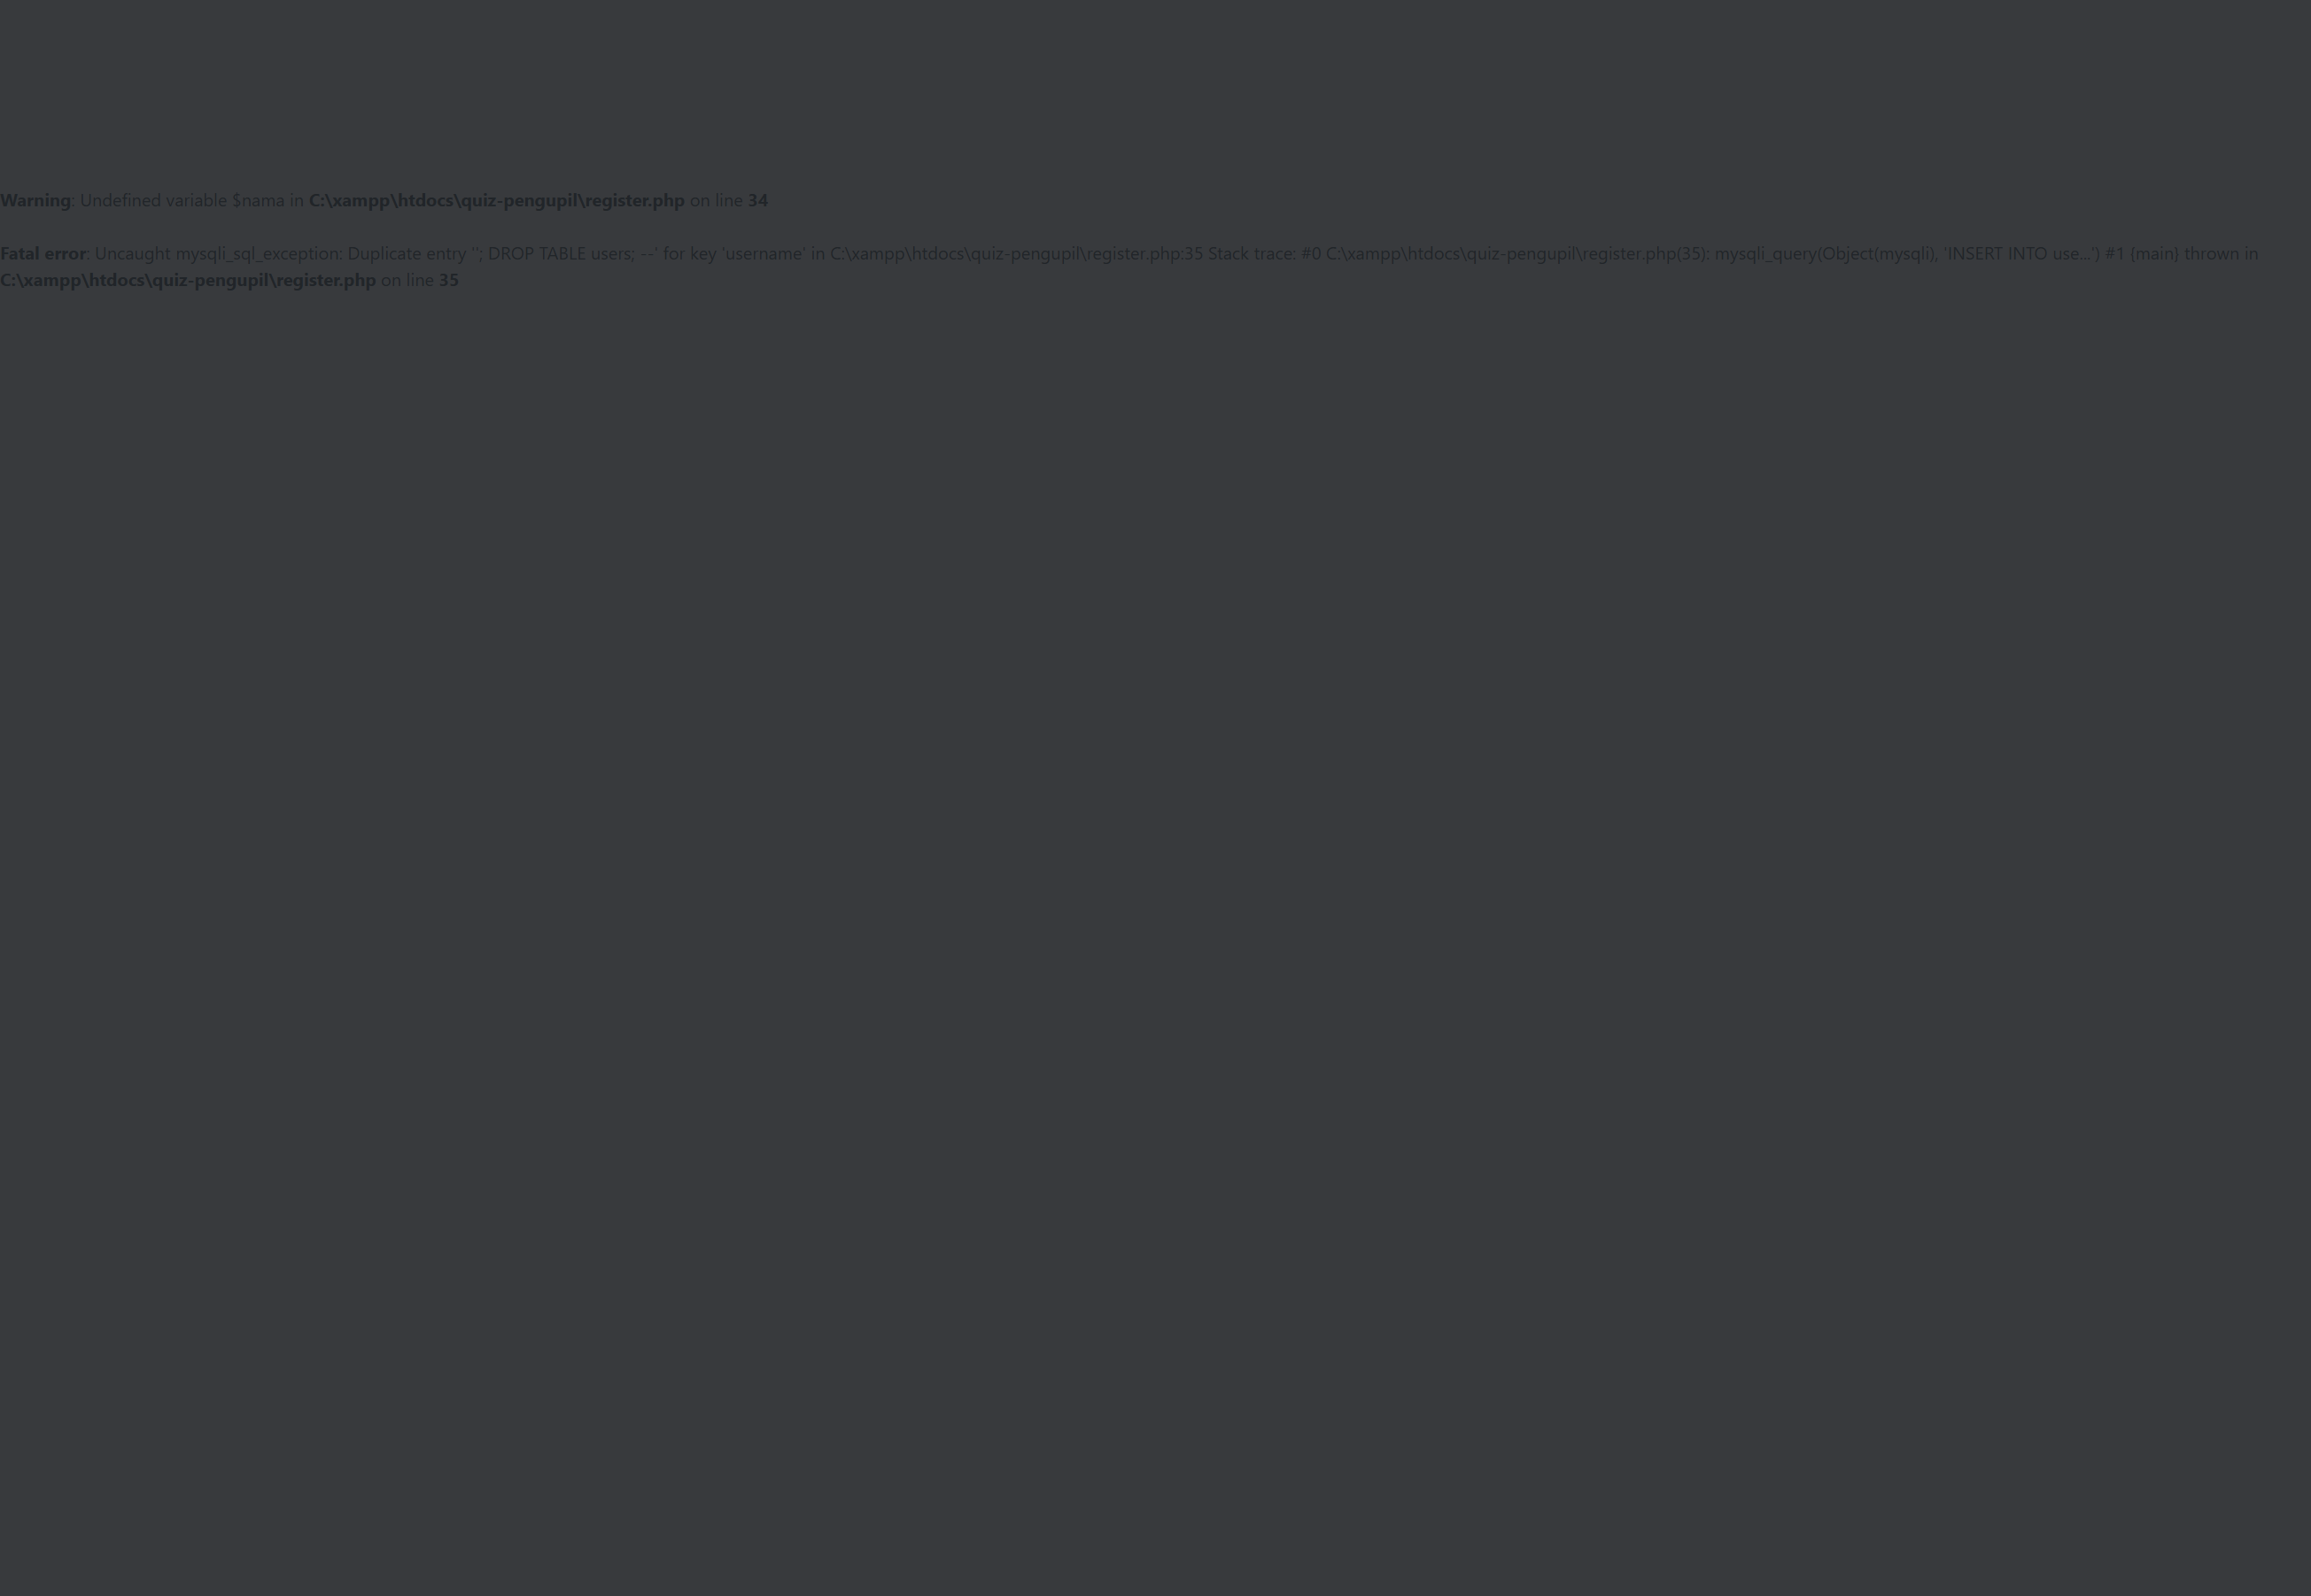 Warning: Undefined variable $nama in C:\xampp\htdocs\quiz-pengupil\register.php on line 34
Fatal error: Uncaught mysqli_sql_exception: Duplicate entry ''; DROP TABLE users; --' for key 'username' in C:\xampp\htdocs\quiz-pengupil\register.php:35 Stack trace: #0 C:\xampp\htdocs\quiz-pengupil\register.php(35): mysqli_query(Object(mysqli), 'INSERT INTO use...') #1 {main} thrown in
C:\xampp\htdocs\quiz-pengupil\register.php on line 35